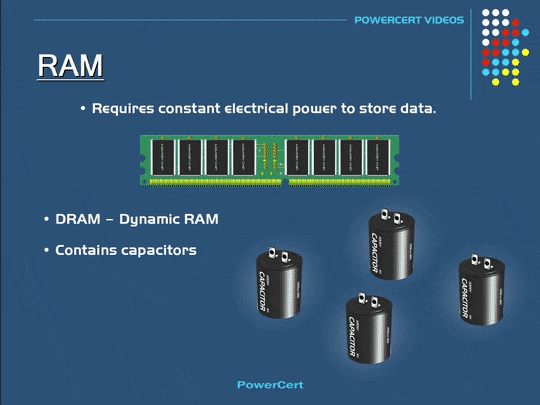 POWERCERT VIDEOS
RAM
• Requires constant electrical power to store data.
• DRAM – Dynamic RAM
• Contains capacitors
CAPACITOR
CAPACITOR
CAPACITOR
CAPACITOR
PowerCert